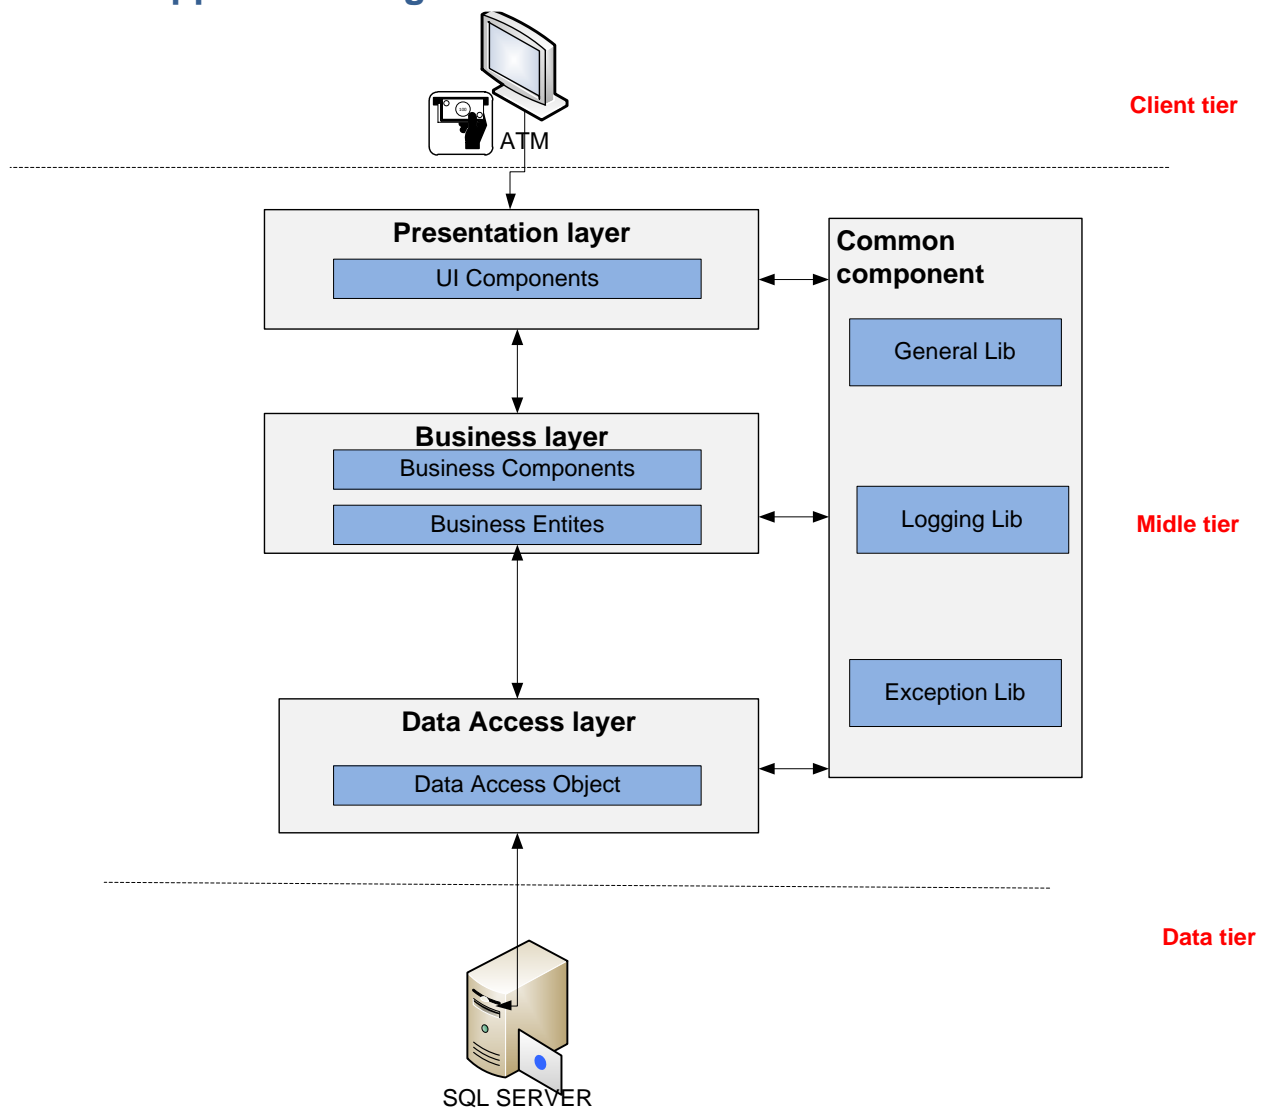 ATM
Client tier
Presentation layer
UI Components
Common
component
General Lib
Business layer
Business Components
Business Entites
Logging Lib
Midle tier
Exception Lib
Data Access layer
Data Access Object
Data tier
SQL SERVER